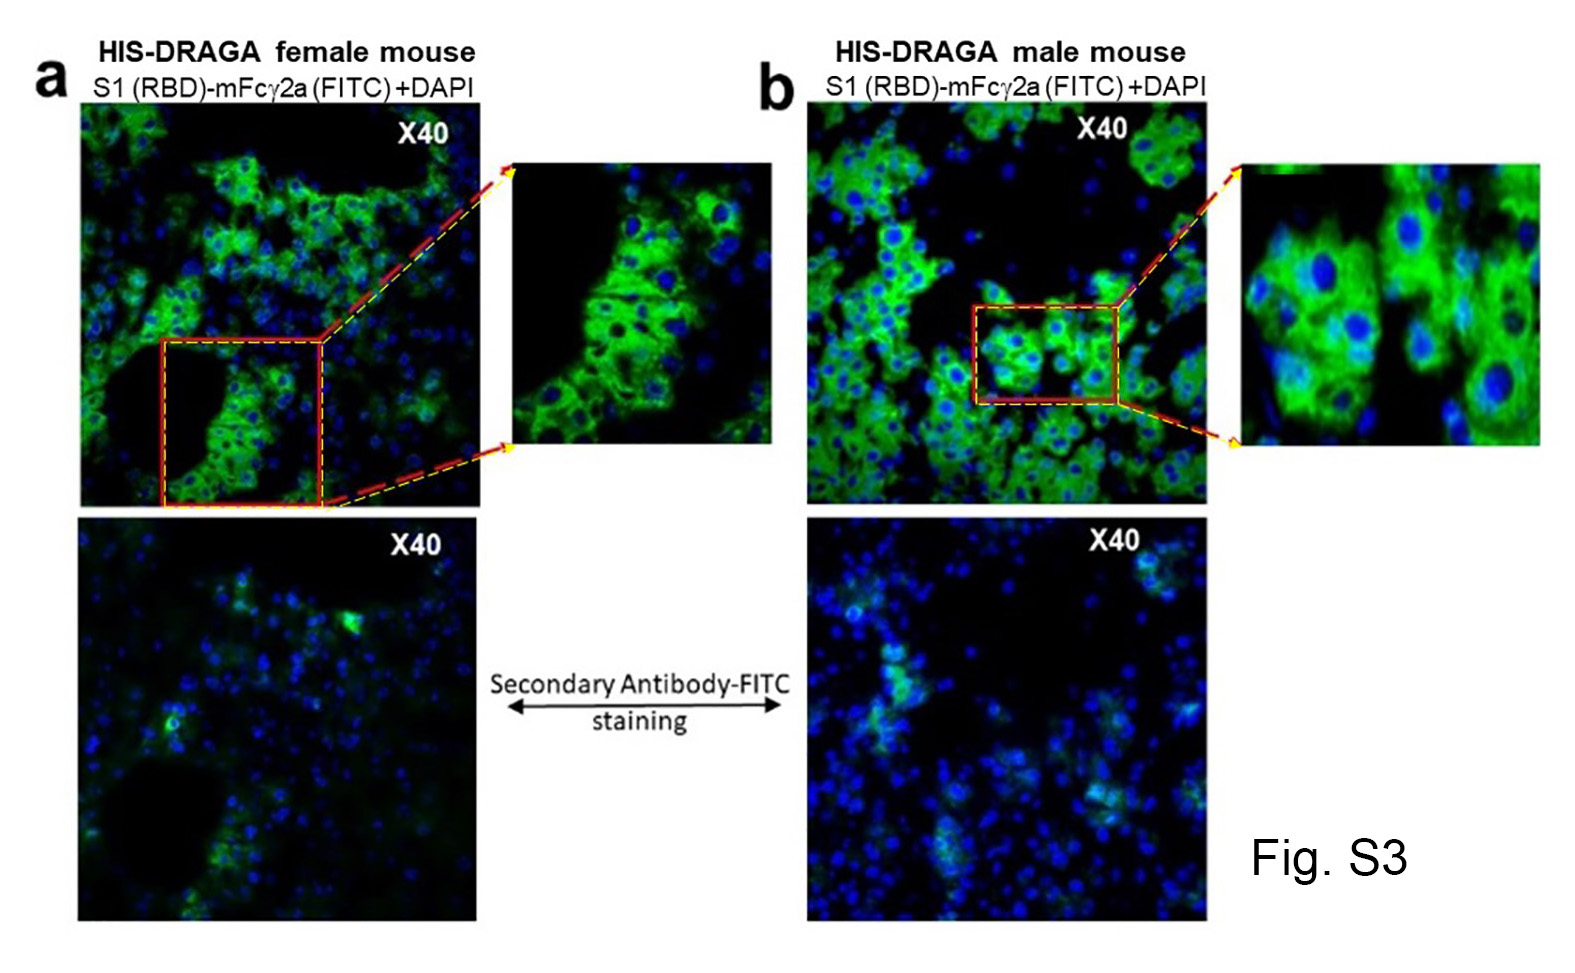 a
HIS-DRAGA female mouse
S1 (RBD)-mFcγ2a (FITC) +DAPI
X40
b
HIS-DRAGA male mouse
S1 (RBD)-mFcγ2a (FITC) +DAPI
X40
X40
Secondary Antibody-FITC
staining
X40
Fig. S3